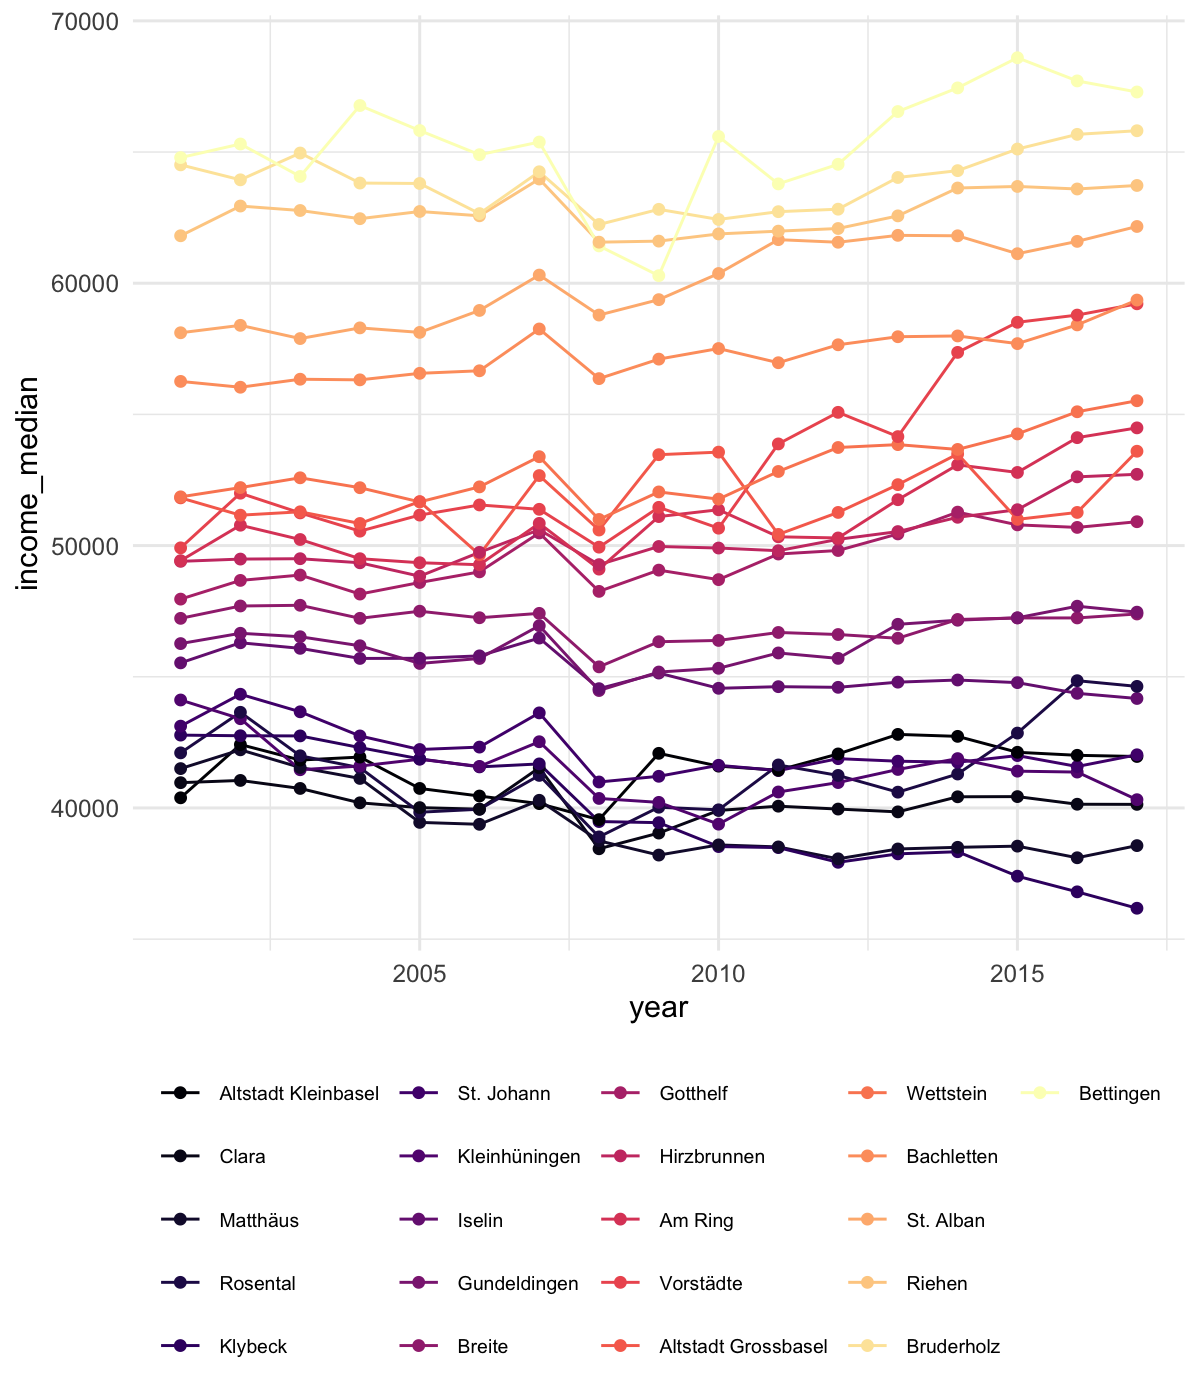 70000
60000
50000
40000
income_median
2005 2010 2015
year
Altstadt Kleinbasel St. Johann Gotthelf Wettstein Bettingen
Clara Kleinhüningen Hirzbrunnen Bachletten
Matthäus Iselin Am Ring St. Alban
Rosental Gundeldingen Vorstädte Riehen
Klybeck Breite Altstadt Grossbasel Bruderholz